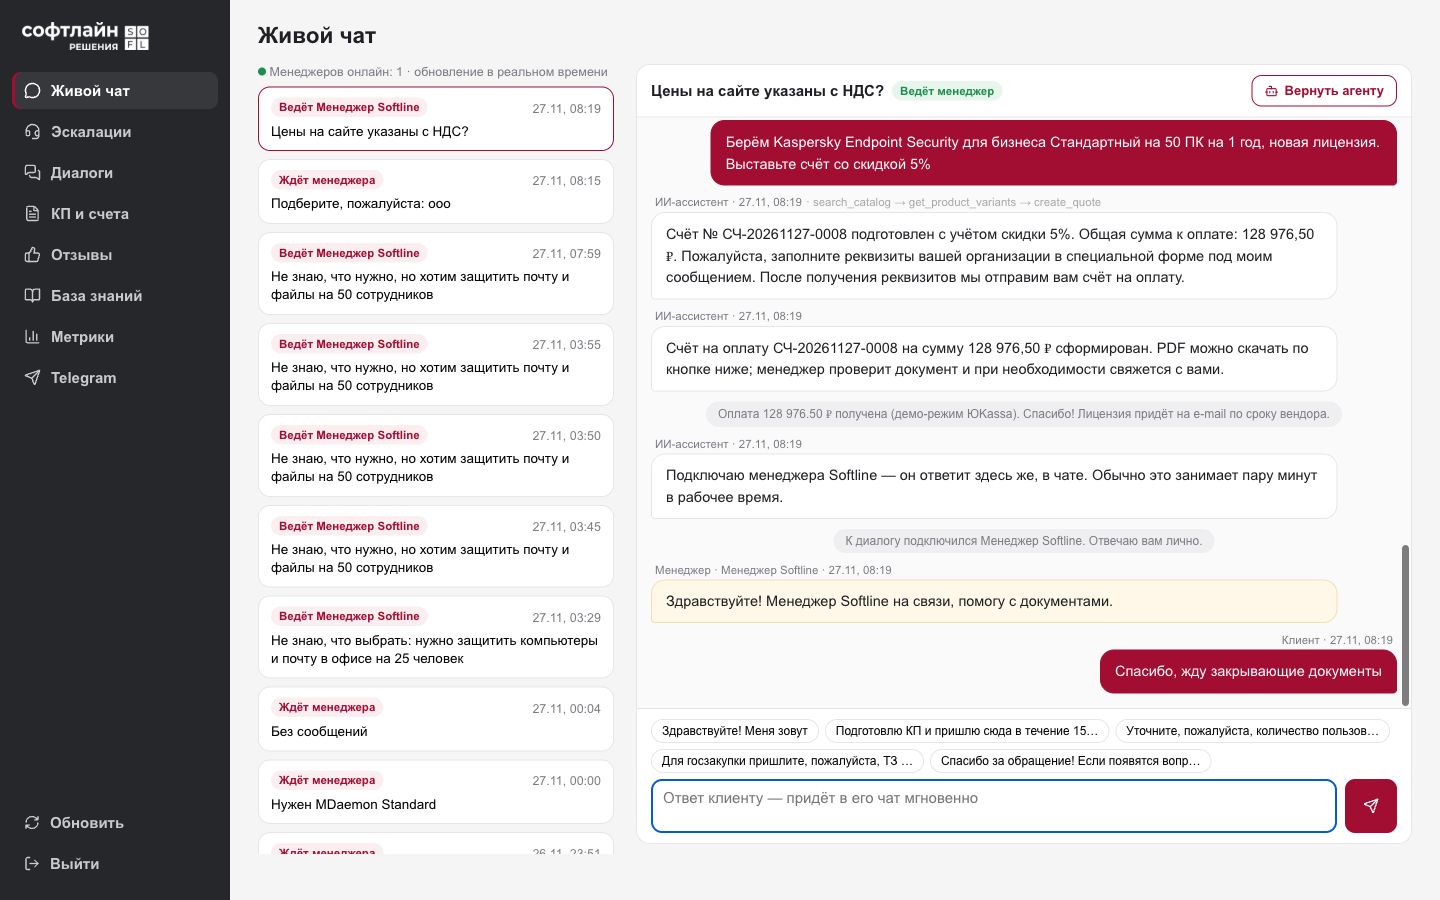 софтлайн
РЕШЕНИЯ
SOFL
Живой чат
Эскалации
Диалоги
КП и счета
Отзывы
База знаний
Метрики
Telegram
Обновить
Выйти
Живой чат
Менеджеров онлайн: 1 · обновление в реальном времени
Ведёт Менеджер Softline 27.11, 08:19
Цены на сайте указаны с НДС?
Ждёт менеджера 27.11, 08:15
Подберите, пожалуйста: ооо
Ведёт Менеджер Softline 27.11, 07:59
Не знаю, что нужно, но хотим защитить почту и
файлы на 50 сотрудников
Ведёт Менеджер Softline 27.11, 03:55
Не знаю, что нужно, но хотим защитить почту и
файлы на 50 сотрудников
Ведёт Менеджер Softline 27.11, 03:50
Не знаю, что нужно, но хотим защитить почту и
файлы на 50 сотрудников
Ведёт Менеджер Softline 27.11, 03:45
Не знаю, что нужно, но хотим защитить почту и
файлы на 50 сотрудников
Ведёт Менеджер Softline 27.11, 03:29
Не знаю, что выбрать: нужно защитить компьютеры
и почту в офисе на 25 человек
Ждёт менеджера 27.11, 00:04
Без сообщений
Ждёт менеджера 27.11, 00:00
Нужен MDaemon Standard
Ждёт менеджера 26.11, 23:51
Цены на сайте указаны с НДС? Ведёт менеджер Вернуть агенту
Берём Kaspersky Endpoint Security для бизнеса Стандартный на 50 ПК на 1 год, новая лицензия.
Выставьте счёт со скидкой 5%
ИИ-ассистент · 27.11, 08:19 · search_catalog → get_product_variants → create_quote
Счёт № СЧ-20261127-0008 подготовлен с учётом скидки 5%. Общая сумма к оплате: 128 976,50
₽. Пожалуйста, заполните реквизиты вашей организации в специальной форме под моим
сообщением. После получения реквизитов мы отправим вам счёт на оплату.
ИИ-ассистент · 27.11, 08:19
Счёт на оплату СЧ-20261127-0008 на сумму 128 976,50 ₽ сформирован. PDF можно скачать по
кнопке ниже; менеджер проверит документ и при необходимости свяжется с вами.
Оплата 128 976.50 ₽ получена (демо-режим ЮKassa). Спасибо! Лицензия придёт на e-mail по сроку вендора.
ИИ-ассистент · 27.11, 08:19
Подключаю менеджера Softline — он ответит здесь же, в чате. Обычно это занимает пару минут
в рабочее время.
К диалогу подключился Менеджер Softline. Отвечаю вам лично.
Менеджер · Менеджер Softline · 27.11, 08:19
Здравствуйте! Менеджер Softline на связи, помогу с документами.
Клиент · 27.11, 08:19
Спасибо, жду закрывающие документы
Здравствуйте! Меня зовут Подготовлю КП и пришлю сюда в течение 15… Уточните, пожалуйста, количество пользов…
Для госзакупки пришлите, пожалуйста, ТЗ … Спасибо за обращение! Если появятся вопр…
Ответ клиенту — придёт в его чат мгновенно